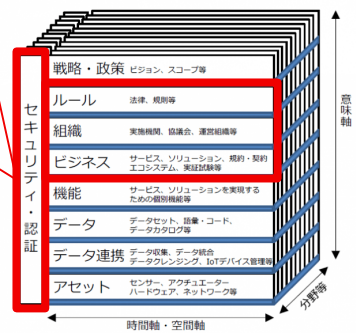 セキュリティ・認証
戦略・政策 ビジョン、スコープ等
ルール 法律、規則等
組織 実施機関、協議会、運営組織等
ビジネス サービス、ソリューション、規約・契約
エコシステム、実証試験等
機能 サービス、ソリューションを実現する
ための個別機能等
データ データセット、語彙・コード、
データカタログ等
データ連携 データ収集、データ統合
データクレンジング、IoTデバイス管理等
アセット センサー、アクチュエーター
ハードウェア、ネットワーク等
意味軸
分野等
時間軸・空間軸